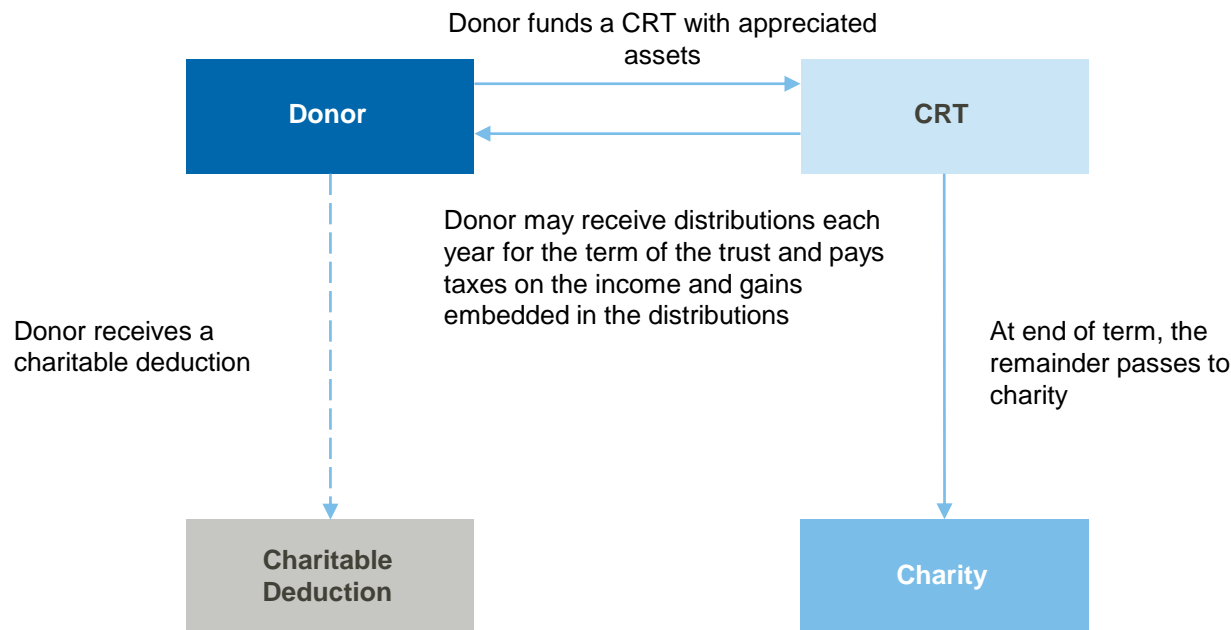 Donor funds a CRT with appreciated
assets
Donor
CRT
Donor may receive distributions each
year for the term of the trust and pays
taxes on the income and gains
embedded in the distributions
Donor receives a
charitable deduction
At end of term, the
remainder passes to
charity
Charitable
Deduction
Charity